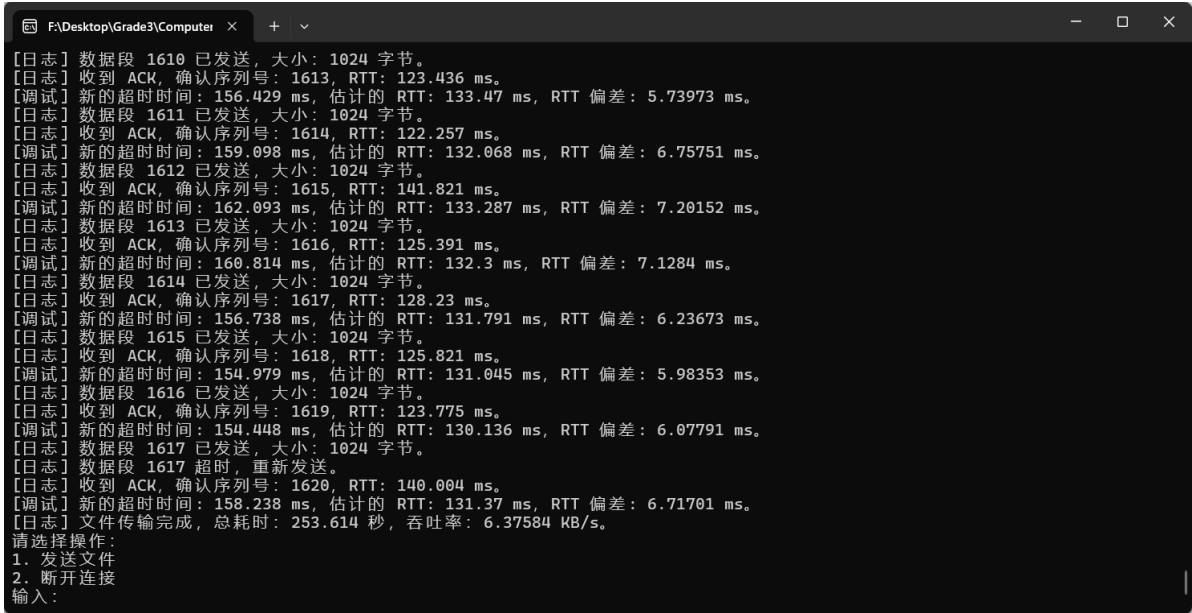 F:\Desktop\Grade3\Computer
[日志] 数据段 1610 已发送，大小：1024 字节。
[日志] 收到 ACK，确认序列号：1613，RTT：123.436 ms。
[调试] 新的超时时间：156.429 ms，估计的 RTT：133.47 ms，RTT 偏差：5.73973 ms。
[日志] 数据段 1611 已发送，大小：1024 字节。
[日志] 收到 ACK，确认序列号：1614，RTT：122.257 ms。
[调试] 新的超时时间：159.098 ms，估计的 RTT：132.068 ms，RTT 偏差：6.75751 ms。
[日志] 数据段 1612 已发送，大小：1024 字节。
[日志] 收到 ACK，确认序列号：1615，RTT：141.821 ms。
[调试] 新的超时时间：162.093 ms，估计的 RTT：133.287 ms，RTT 偏差：7.20152 ms。
[日志] 数据段 1613 已发送，大小：1024 字节。
[日志] 收到 ACK，确认序列号：1616，RTT：125.391 ms。
[调试] 新的超时时间：160.814 ms，估计的 RTT：132.3 ms，RTT 偏差：7.1284 ms。
[日志] 数据段 1614 已发送，大小：1024 字节。
[日志] 收到 ACK，确认序列号：1617，RTT：128.23 ms。
[调试] 新的超时时间：156.738 ms，估计的 RTT：131.791 ms，RTT 偏差：6.23673 ms。
[日志] 数据段 1615 已发送，大小：1024 字节。
[日志] 收到 ACK，确认序列号：1618，RTT：125.821 ms。
[调试] 新的超时时间：154.979 ms，估计的 RTT：131.045 ms，RTT 偏差：5.98353 ms。
[日志] 数据段 1616 已发送，大小：1024 字节。
[日志] 收到 ACK，确认序列号：1619，RTT：123.775 ms。
[调试] 新的超时时间：154.448 ms，估计的 RTT：130.136 ms，RTT 偏差：6.07791 ms。
[日志] 数据段 1617 已发送，大小：1024 字节。
[日志] 数据段 1617 超时，重新发送。
[日志] 收到 ACK，确认序列号：1620，RTT：140.004 ms。
[调试] 新的超时时间：158.238 ms，估计的 RTT：131.37 ms，RTT 偏差：6.71701 ms。
[日志] 文件传输完成，总耗时：253.614 秒，吞吐率：6.37584 KB/s。
请选择操作：
1. 发送文件
2. 断开连接
输入：